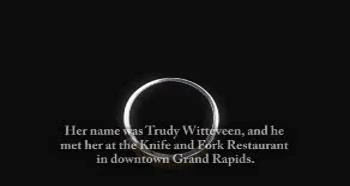 Her name was Trudy Witteveen, and he
met her at the Knife and Fork Restaurant
in downtown Grand Rapids.